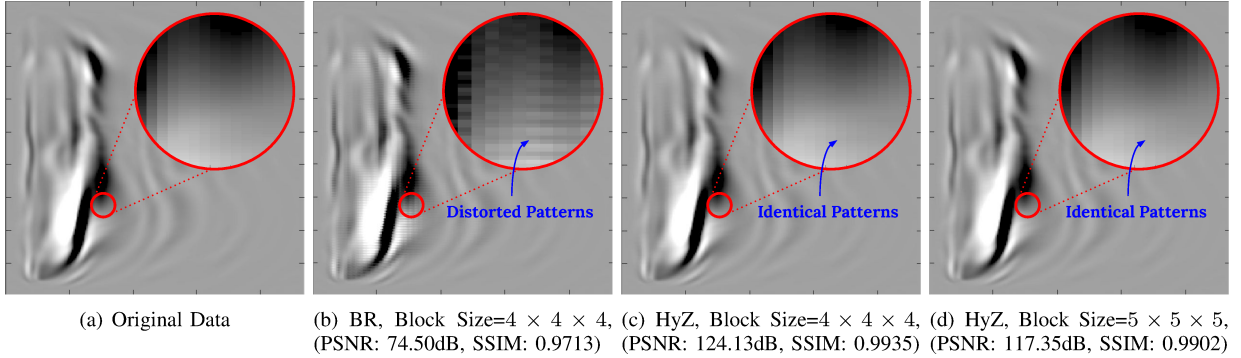 Distorted Patterns
Identical Patterns
Identical Patterns
(a) Original Data
(b) BR, Block Size=4 × 4 × 4,
(PSNR: 74.50dB, SSIM: 0.9713)
(c) HyZ, Block Size=4 × 4 × 4,
(PSNR: 124.13dB, SSIM: 0.9935)
(d) HyZ, Block Size=5 × 5 × 5,
(PSNR: 117.35dB, SSIM: 0.9902)